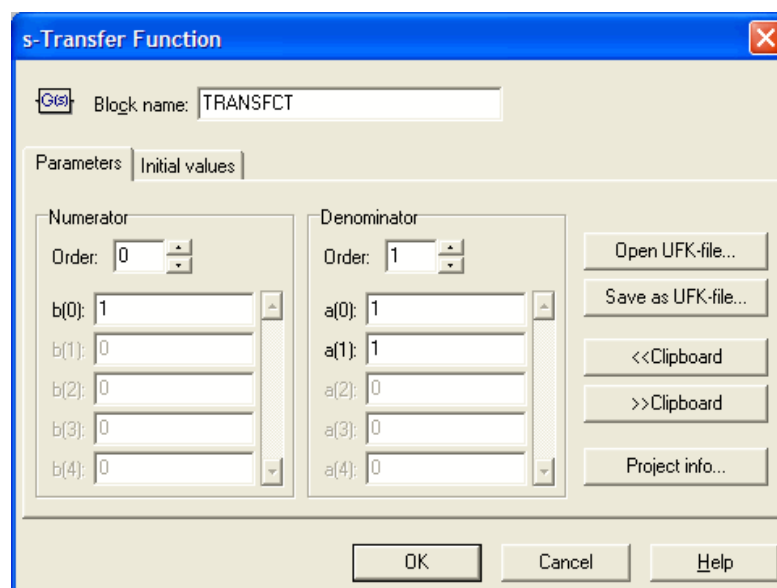 s-Transfer Function
G(s) Block name: TRANSFCT
Parameters Initial values
Numerator
Order: 0
b(0): 1
b(1): 0
b(2): 0
b(3): 0
b(4): 0
Denominator
Order: 1
a(0): 1
a(1): 1
a(2): 0
a(3): 0
a(4): 0
Open UFK-file...
Save as UFK-file...
<<Clipboard
>>Clipboard
Project info...
OK Cancel Help